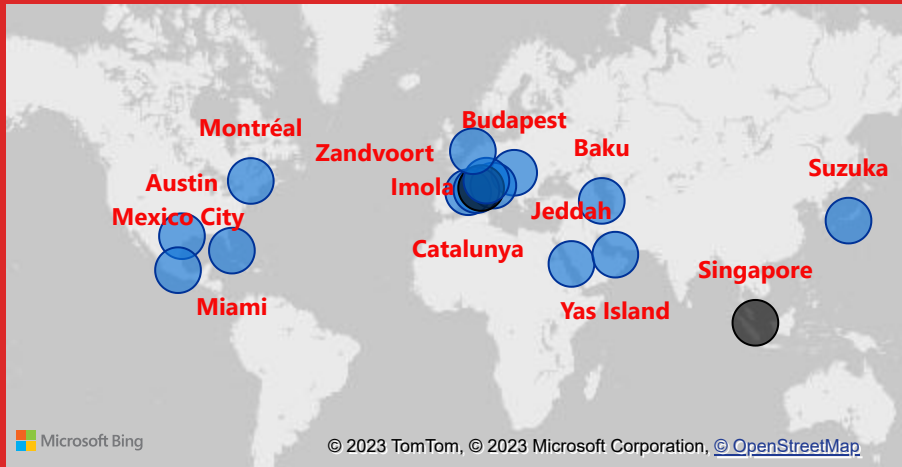 Montréal
Budapest
Zandvoort
Baku
Suzuka
Austin
Imola
Mexico City
Jeddah
Catalunya
Singapore
Miami
Yas Island
Microsoft Bing
© 2023 TomTom, © 2023 Microsoft Corporation, © OpenStreetMap